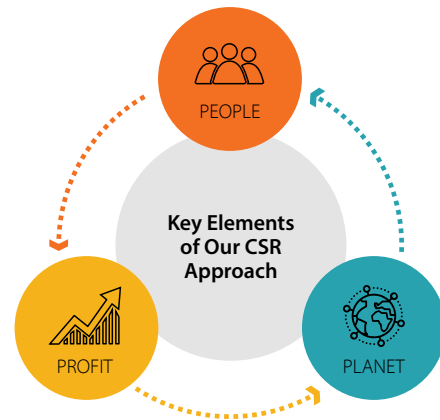 PEOPLE
Key Elements
of Our CSR
Approach
PROFIT
PLANET